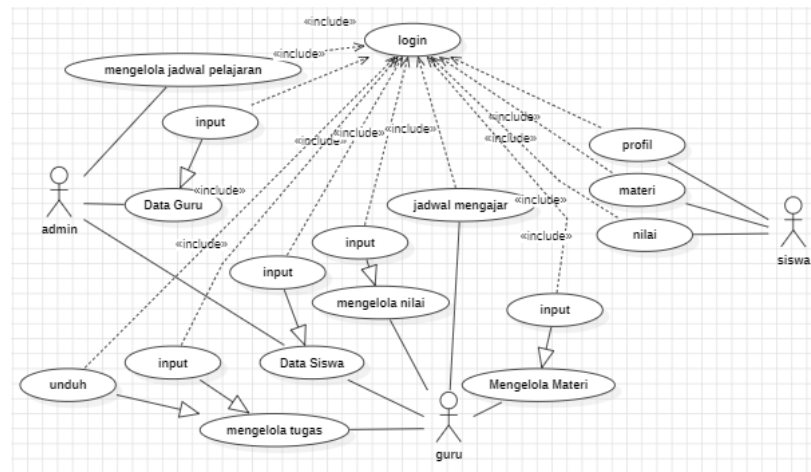 «include»
login
«include»
mengelola jadwal pelajaran
«include»
input
«include»
«include»
«include»
«include»
«include»
profil
«include»
Data Guru
admin
jadwal mengajar
«include»
materi
nilai
siswa
«include»
input
«include»
input
mengelola nilai
input
unduh
input
Data Siswa
Mengelola Materi
mengelola tugas
guru